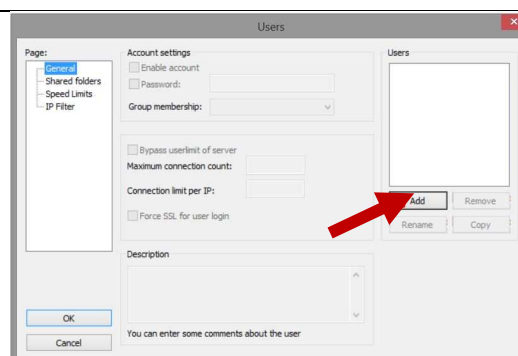 Users
Page:
General
Shared folders
Speed Limits
IP Filter
Account settings
Enable account
Password:
Group membership:
Bypass userlimit of server
Maximum connection count:
Connection limit per IP:
Force SSL for user login
Description
You can enter some comments about the user
Users
Add
Remove
Rename
Copy
OK
Cancel